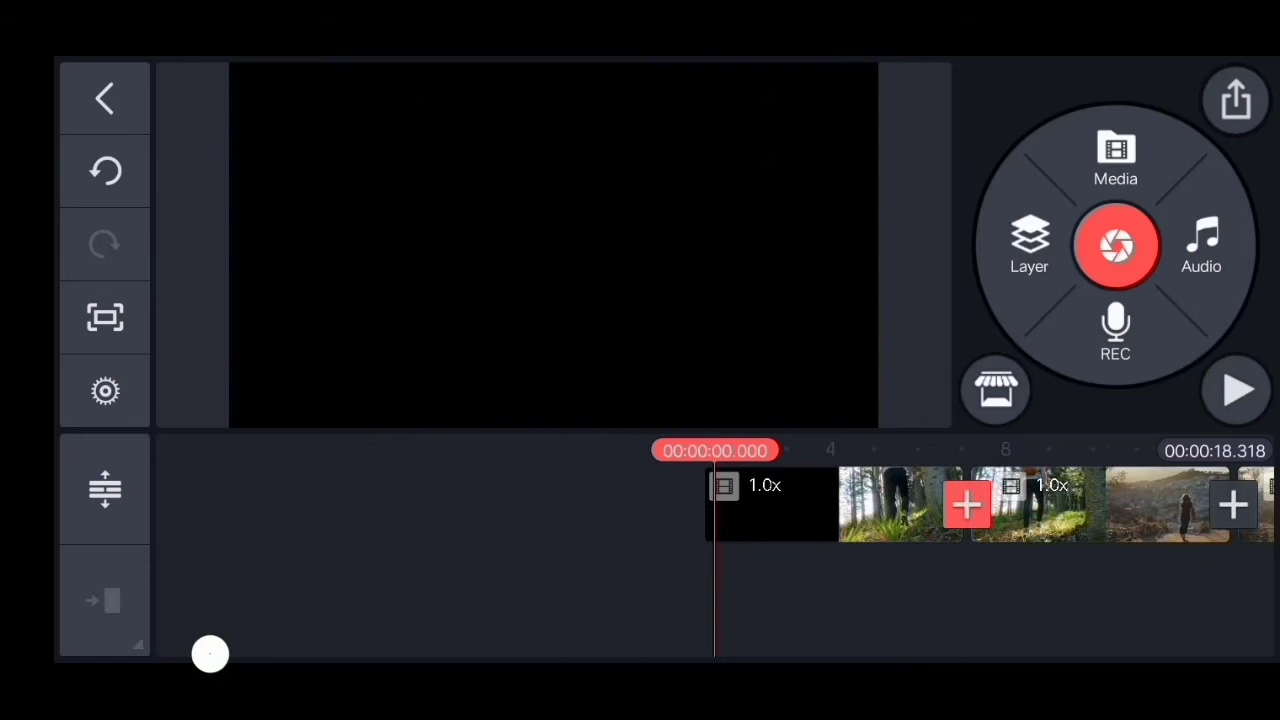 Media
Layer
Audio
REC
00:00:00.000
4
8
00:00:18.318
1.0x
1.0x